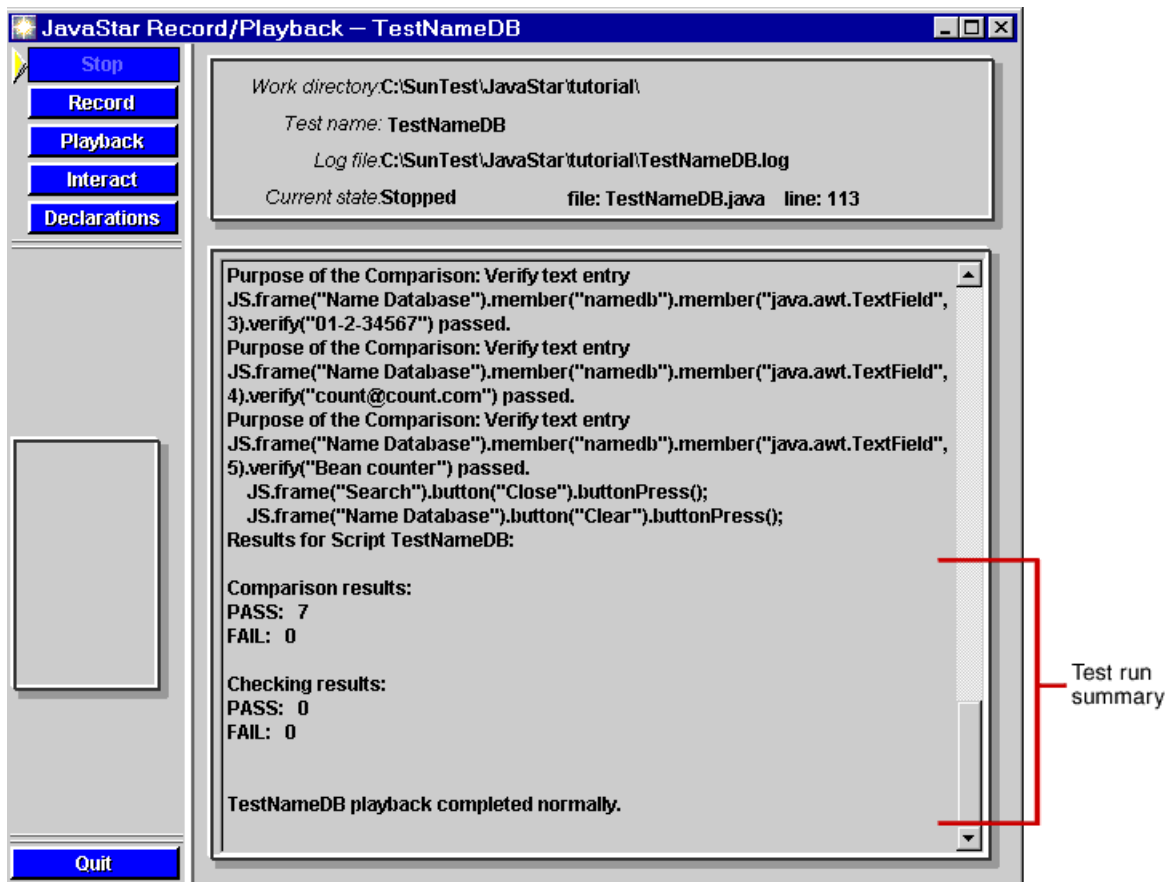 JavaStar Record/Playback — TestNameDB
Stop
Record
Playback
Interact
Declarations
Work directory:C:\SunTest\JavaStar\tutorial\
Test name: TestNameDB
Log file:C:\SunTest\JavaStar\tutorial\TestNameDB.log
Current state:Stopped file: TestNameDB.java line: 113
Purpose of the Comparison: Verify text entry
JS.frame("Name Database").member("namedb").member("java.awt.TextField",
3).verify("01-2-34567") passed.
Purpose of the Comparison: Verify text entry
JS.frame("Name Database").member("namedb").member("java.awt.TextField",
4).verify("count@count.com") passed.
Purpose of the Comparison: Verify text entry
JS.frame("Name Database").member("namedb").member("java.awt.TextField",
5).verify("Bean counter") passed.
JS.frame("Search").button("Close").buttonPress();
JS.frame("Name Database").button("Clear").buttonPress();
Results for Script TestNameDB:
Comparison results:
PASS: 7
FAIL: 0
Checking results:
PASS: 0
FAIL: 0
TestNameDB playback completed normally.
Test run
summary
Quit